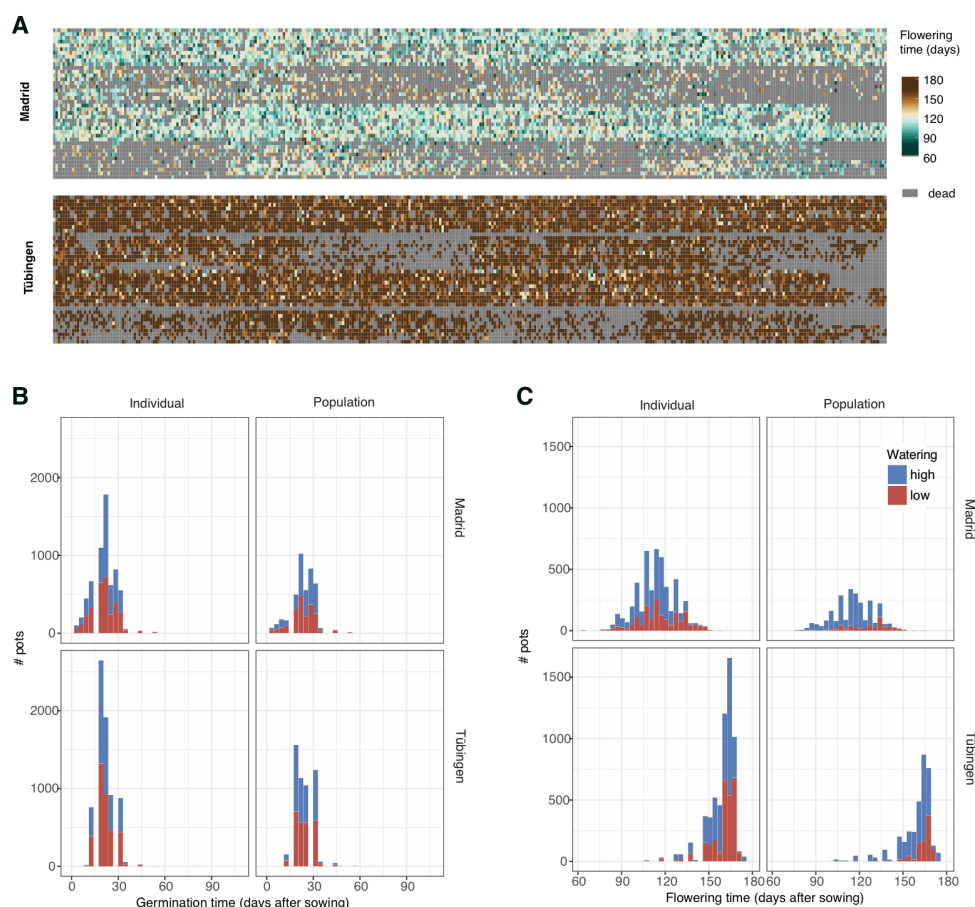 A
Madrid
Tübingen
Flowering
time (days)
180
150
120
90
60
dead
B
Individual
Population
2000
1000
0
Madrid
2000
1000
0
Tübingen
# pots
0
30
60
90
0
30
60
90
Germination time (days after sowing)
C
Individual
Population
1500
1000
500
0
Watering
high
low
Madrid
1500
1000
500
0
Tübingen
# pots
60
90
120
150
180
60
90
120
150
180
Flowering time (days after sowing)